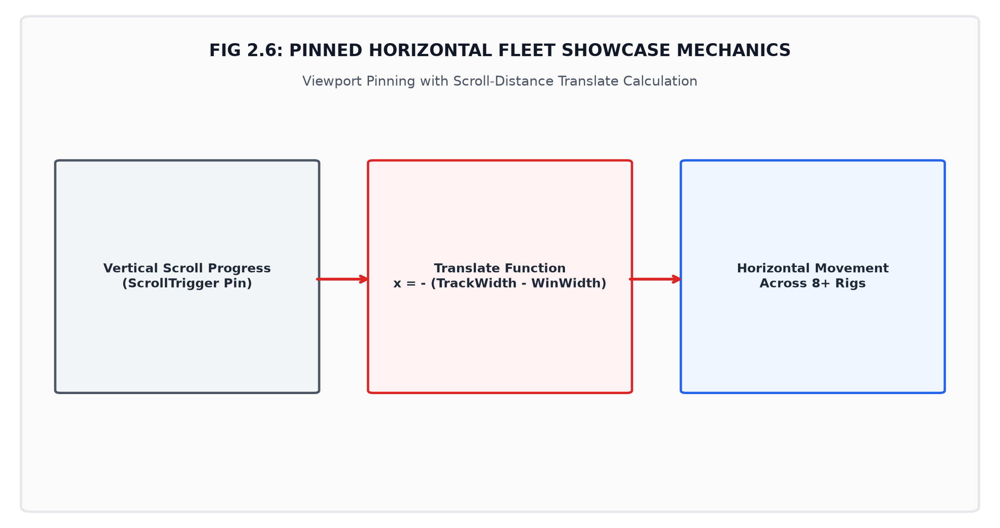 FIG 2.6: PINNED HORIZONTAL FLEET SHOWCASE MECHANICS
Viewport Pinning with Scroll-Distance Translate Calculation
Vertical Scroll Progress
(ScrollTrigger Pin)
Translate Function
x = - (TrackWidth - WinWidth)
Horizontal Movement
Across 8+ Rigs